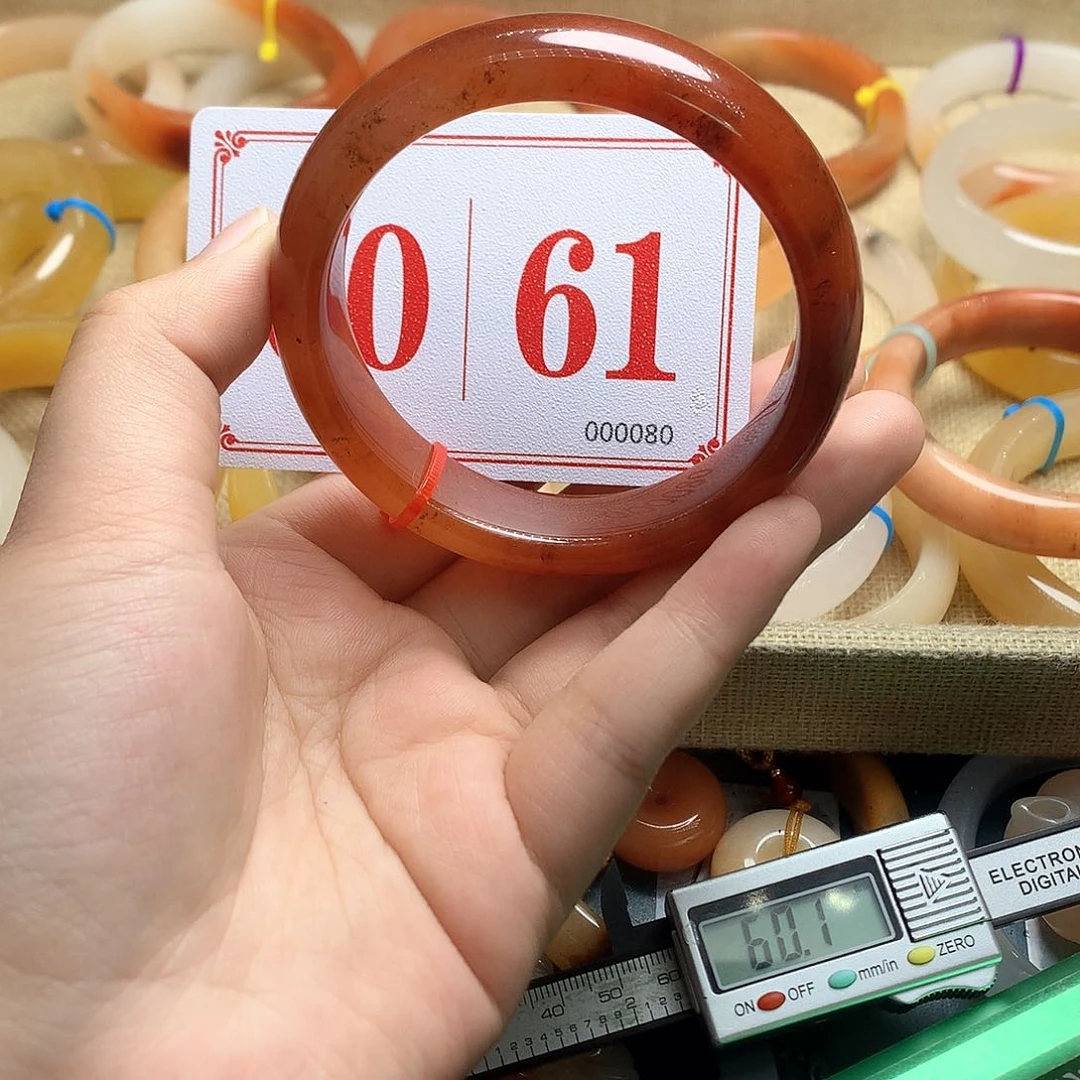 0 | 61
000080
60.1
ELECTRON
DIGITAL
ZERO
mm/in
ON OFF
40 50 60